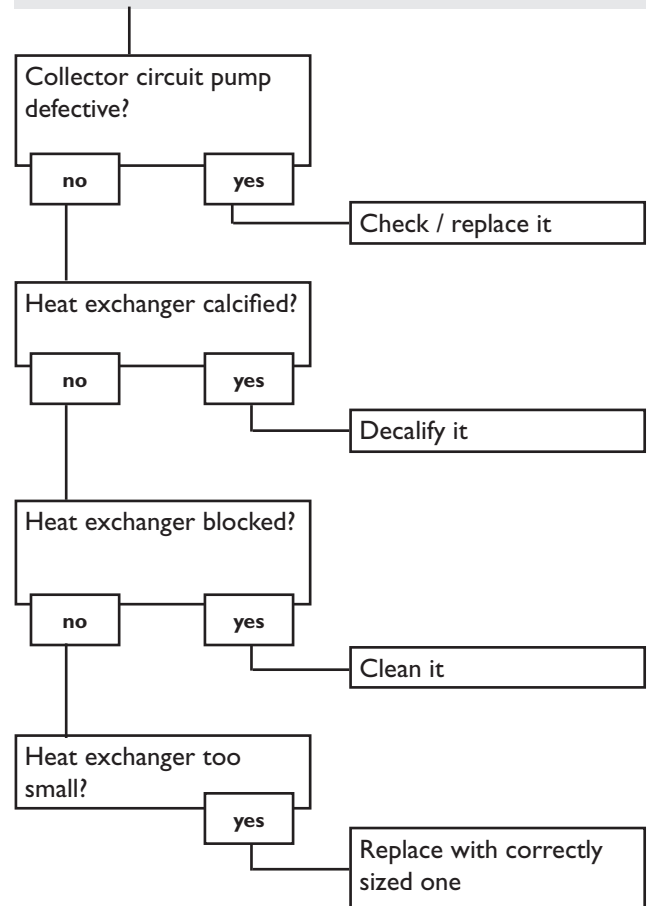 Collector circuit pump
defective?
no
yes
Check / replace it
Heat exchanger calcified?
no
yes
Decalify it
Heat exchanger blocked?
no
yes
Clean it
Heat exchanger too
small?
yes
Replace with correctly
sized one